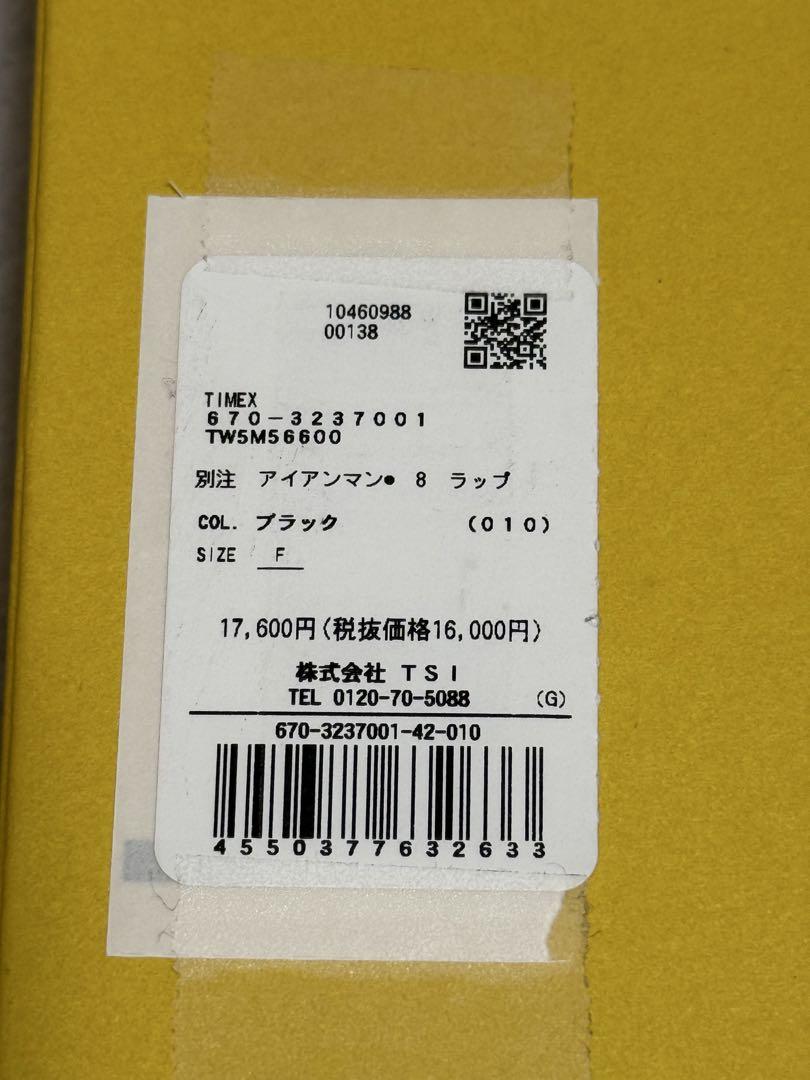 10460988
00138
TIMEX
670-3237001
TW5M56600
別注 アイアンマン● 8 ラップ
COL. ブラック (010)
SIZE F
17,600円(税抜価格16,000円)
株式会社 TSI
TEL 0120-70-5088 (G)
670-3237001-42-010
4550377632633